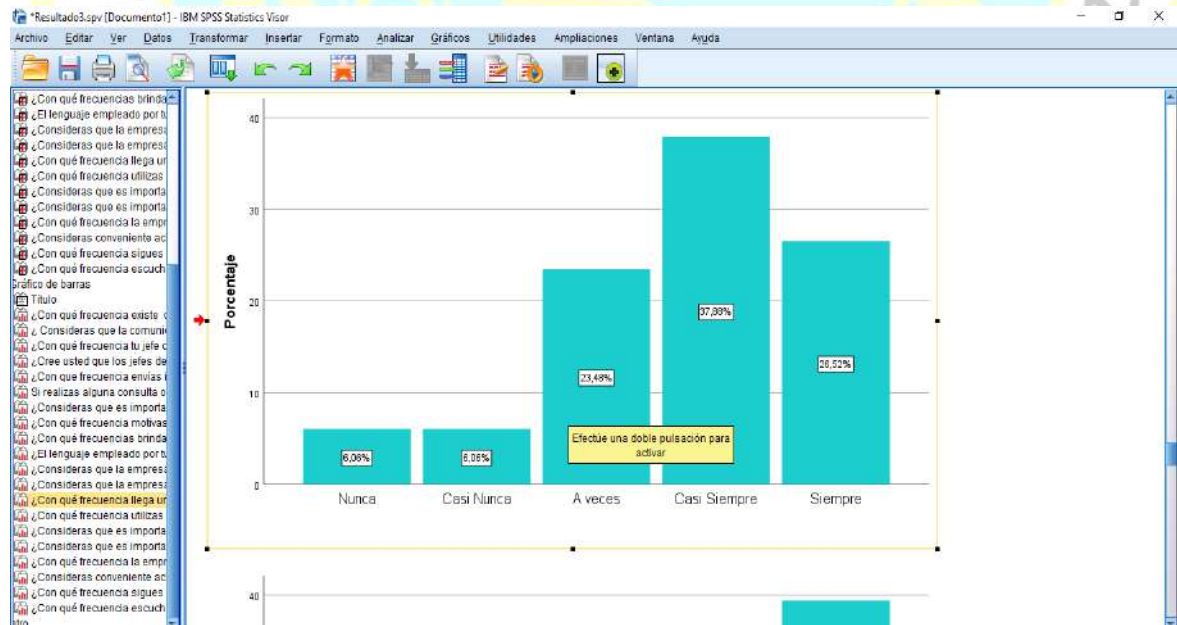 *Resultado3.spv [Documento1] - IBM SPSS Statistics Visor
Archivo Editar Ver Datos Transformar Insertar Formato Analizar Gráficos Utilidades Ampliaciones Ventana Ayuda
¿Con qué frecuencias brinda
¿El lenguaje empleado por tu
¿Consideras que la empresa
¿Consideras que la empresa
¿Con qué frecuencia llega un
¿Con qué frecuencia utilizas
¿Consideras que es importa
¿Consideras que es importa
¿Con qué frecuencia la empr
¿Consideras conveniente ac
¿Con qué frecuencia sigues
¿Con qué frecuencia escuch
Gráfico de barras
Título
¿Con qué frecuencia existe
¿ Consideras que la comuni
¿Con qué frecuencia tu jefe
¿Cree usted que los jefes de
¿Con que frecuencia envías
Si realizas alguna consulta o
¿Consideras que es importa
¿Con qué frecuencia motivas
¿Con qué frecuencias brinda
¿El lenguaje empleado por tu
¿Consideras que la empresa
¿Consideras que la empresa
¿Con qué frecuencia llega un
¿Con qué frecuencia utilizas
¿Consideras que es importa
¿Consideras que es importa
¿Con qué frecuencia la empr
¿Consideras conveniente ac
¿Con qué frecuencia sigues
¿Con qué frecuencia escuch
Porcentaje
40
30
20
10
0
6,06%
6,06%
23,48%
37,88%
26,52%
Efectúe una doble pulsación para
activar
Nunca Casi Nunca A veces Casi Siempre Siempre
40